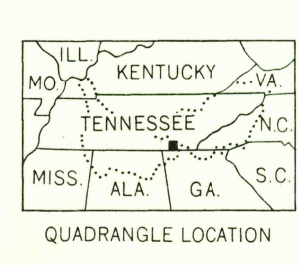 ILL.
MO.
KENTUCKY
VA.
TENNESSEE
N.C.
MISS.
ALA.
GA.
S.C.
QUADRANGLE LOCATION